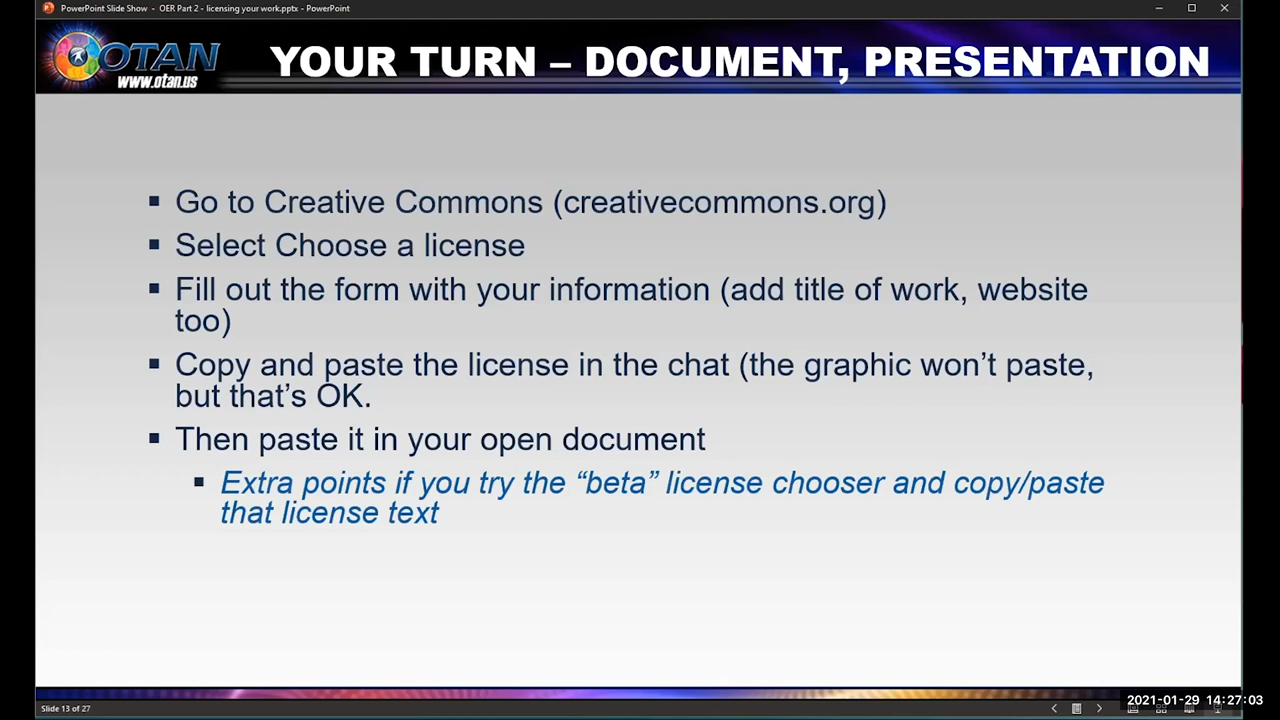 PowerPoint Slide Show - OER Part 2 - licensing your work.pptx - PowerPoint
OTAN
www.otan.us
YOUR TURN – DOCUMENT, PRESENTATION
▪ Go to Creative Commons (creativecommons.org)
▪ Select Choose a license
▪ Fill out the form with your information (add title of work, website
too)
▪ Copy and paste the license in the chat (the graphic won’t paste,
but that’s OK.
▪ Then paste it in your open document
▪ Extra points if you try the “beta” license chooser and copy/paste
that license text
Slide 13 of 27
2021-01-29 14:27:03